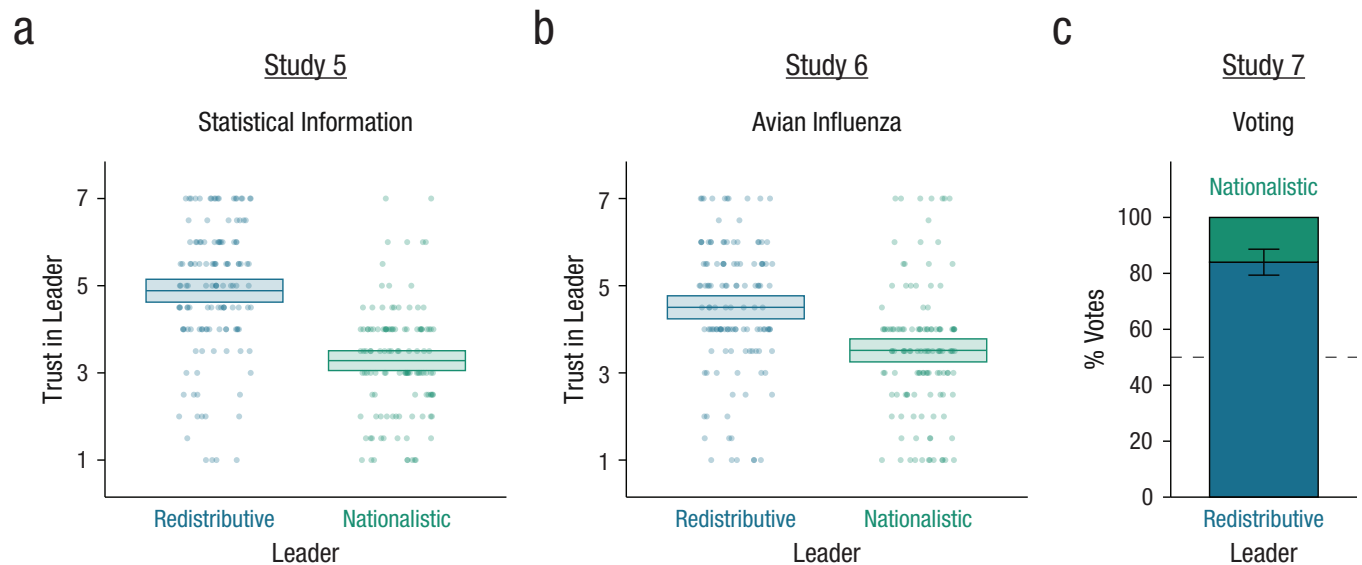 a
Study 5
Statistical Information
Trust in Leader
7
5
3
1
Redistributive
Nationalistic
Leader
b
Study 6
Avian Influenza
Trust in Leader
7
5
3
1
Redistributive
Nationalistic
Leader
c
Study 7
Voting
% Votes
Nationalistic
100
80
60
40
20
0
Redistributive
Leader